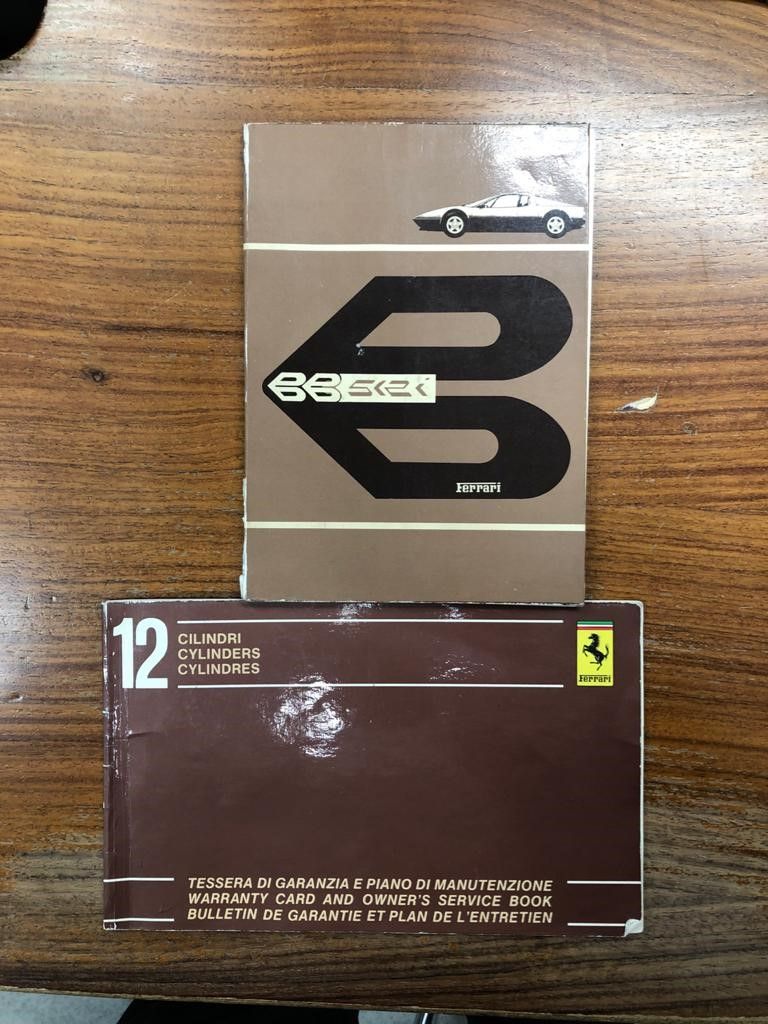 BB 512i
Ferrari
12
CILINDRI
CYLINDERS
CYLINDRES
Ferrari
TESSERA DI GARANZIA E PIANO DI MANUTENZIONE
WARRANTY CARD AND OWNER'S SERVICE BOOK
BULLETIN DE GARANTIE ET PLAN DE L'ENTRETIEN